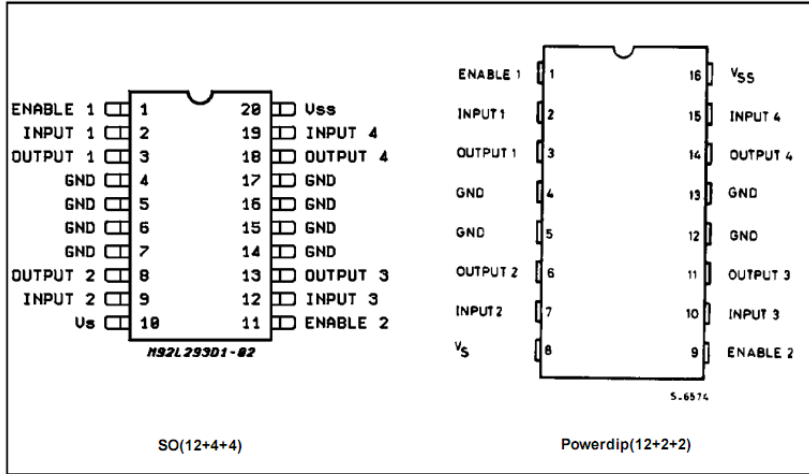 ENABLE 1 1 20 Vss
INPUT 1 2 19 INPUT 4
OUTPUT 1 3 18 OUTPUT 4
GND 4 17 GND
GND 5 16 GND
GND 6 15 GND
GND 7 14 GND
OUTPUT 2 8 13 OUTPUT 3
INPUT 2 9 12 INPUT 3
Vs 10 11 ENABLE 2
M92L293D1-02
SO(12+4+4)
ENABLE 1 1 16 VSS
INPUT1 2 15 INPUT 4
OUTPUT 1 3 14 OUTPUT 4
GND 4 13 GND
GND 5 12 GND
OUTPUT 2 6 11 OUTPUT 3
INPUT2 7 10 INPUT 3
VS 8 9 ENABLE 2
S-6574
Powerdip(12+2+2)